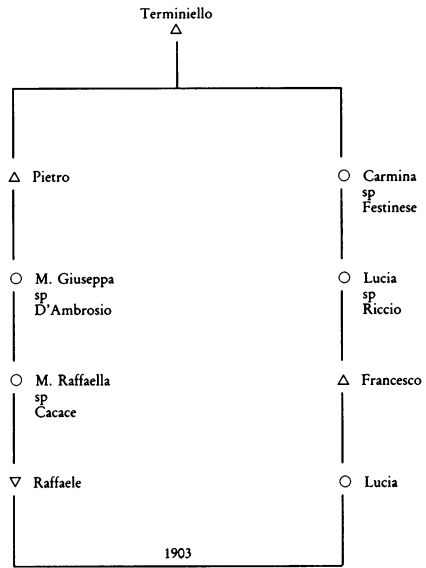 Terminiello
Pietro
Carmina
sp
Festinese
M. Giuseppa
sp
D'Ambrosio
Lucia
sp
Riccio
M. Raffaella
sp
Cacace
Francesco
Raffaele
Lucia
1903